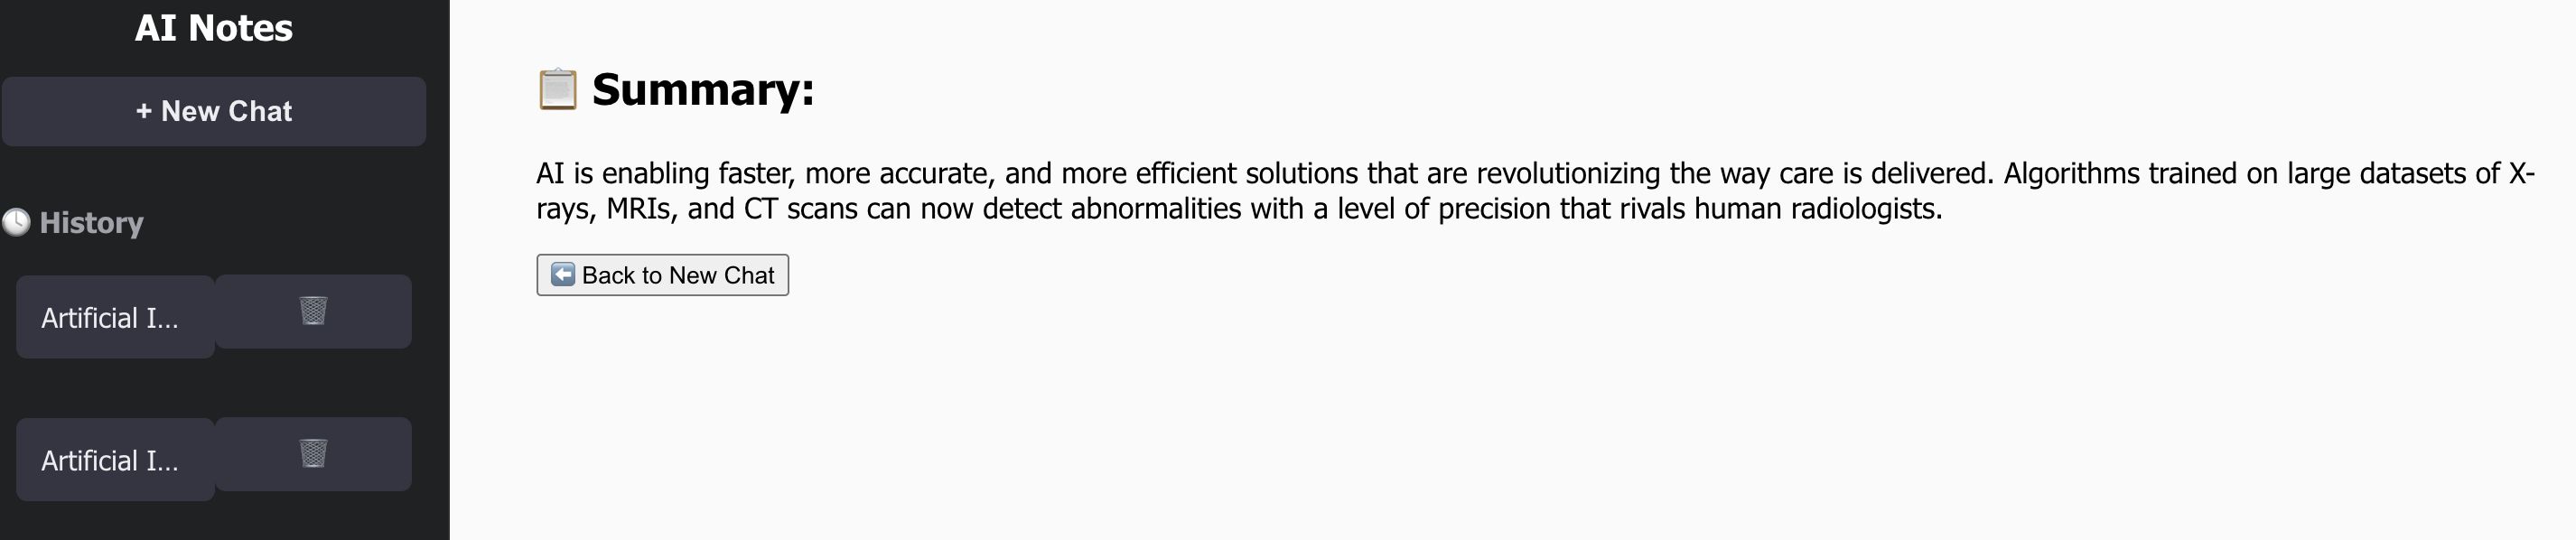 AI Notes
+ New Chat
History
Artificial I...
Artificial I...
Summary:
AI is enabling faster, more accurate, and more efficient solutions that are revolutionizing the way care is delivered. Algorithms trained on large datasets of X-
rays, MRIs, and CT scans can now detect abnormalities with a level of precision that rivals human radiologists.
Back to New Chat